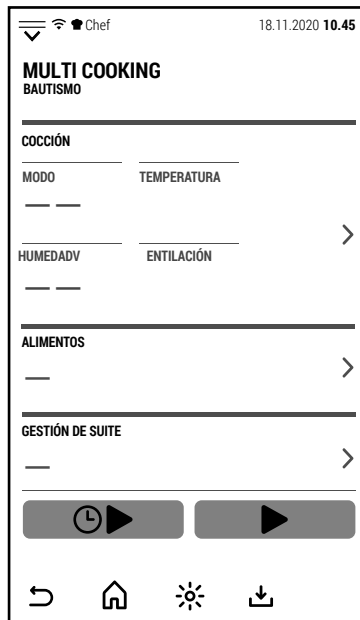 Chef 18.11.2020 10.45
MULTI COOKING
BAUTISMO
COCCIÓN
MODO TEMPERATURA
— —
HUMEDADV ENTILACIÓN
— —
ALIMENTOS
—
GESTIÓN DE SUITE
—